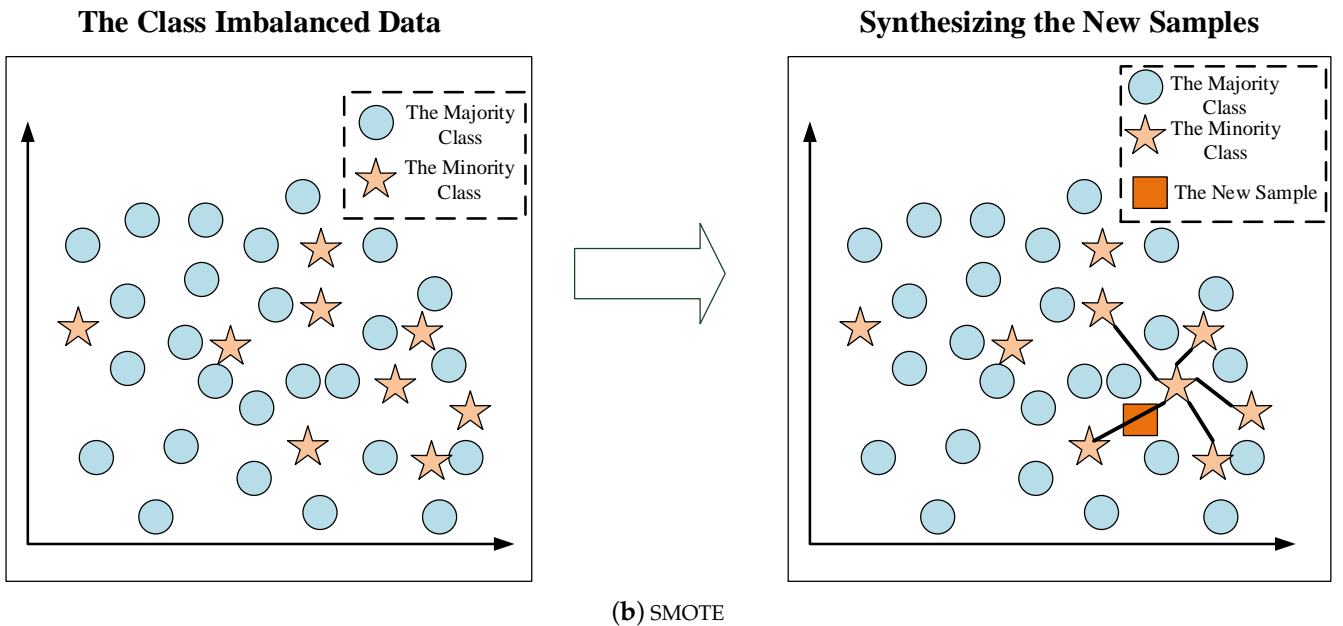 The Class Imbalanced Data
The Majority
Class
The Minority
Class
Synthesizing the New Samples
The Majority
Class
The Minority
Class
The New Sample
(b) SMOTE